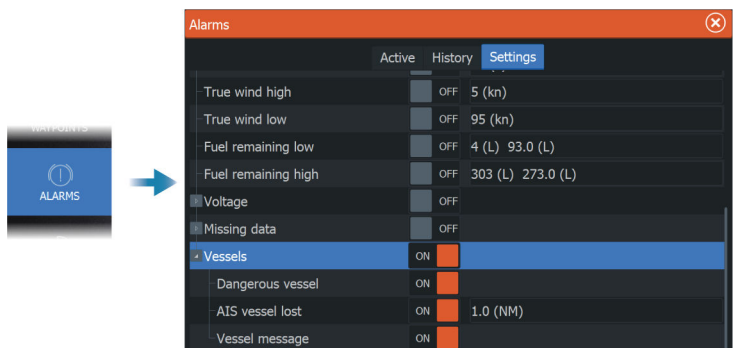 Alarms
Active History Settings
True wind high OFF 5 (kn)
True wind low OFF 95 (kn)
WAYPOINTS
Fuel remaining low OFF 4 (L) 93.0 (L)
Fuel remaining high OFF 303 (L) 273.0 (L)
ALARMS
Voltage OFF
Missing data OFF
Vessels ON
Dangerous vessel ON
AIS vessel lost ON 1.0 (NM)
Vessel message ON